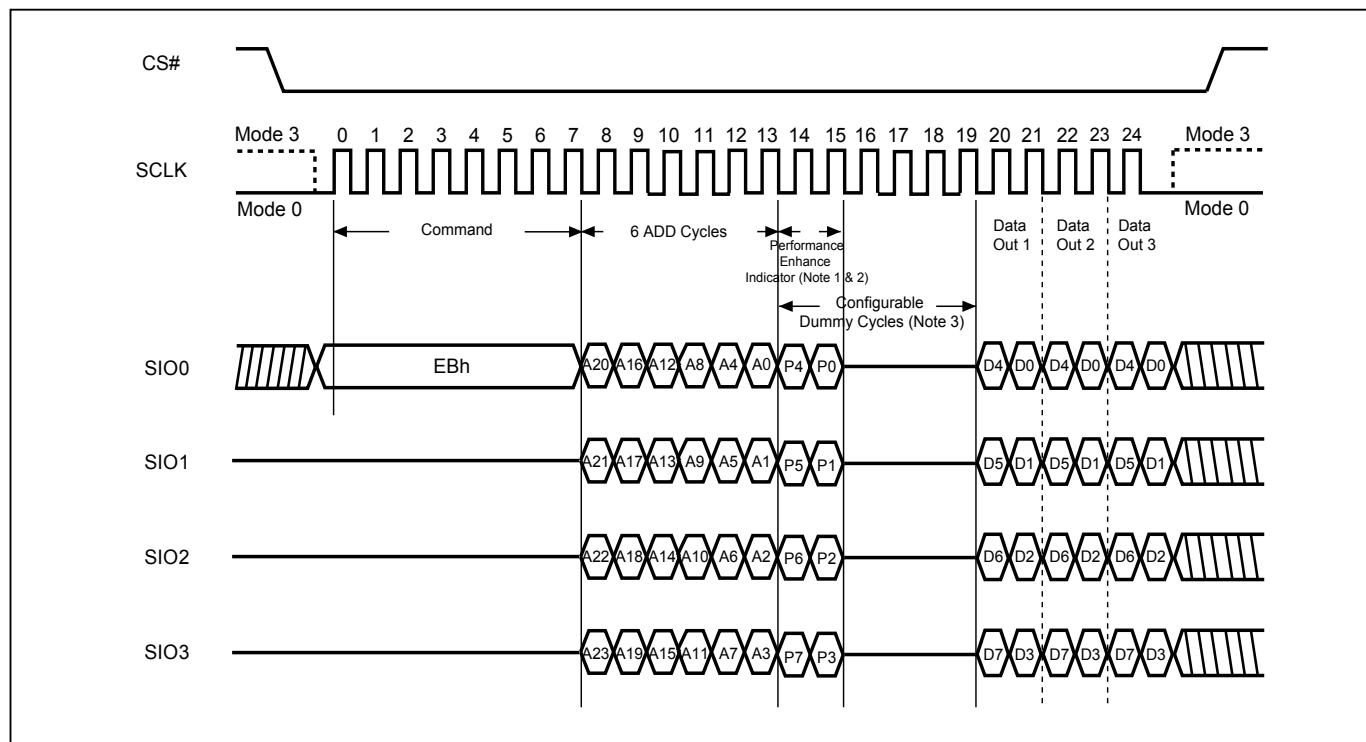 CS#
0 1 2 3 4 5 6 7 8 9 10 11 12 13 14 15 16 17 18 19 20 21 22 23 24
Mode 3
Mode 3
SCLK
Mode 0
Mode 0
Command
6 ADD Cycles
Performance
Enhance
Indicator (Note 1 & 2)
Data
Out 1
Data
Out 2
Data
Out 3
Configurable
Dummy Cycles (Note 3)
SIO0 EBh A20 A16 A12 A8 A4 A0 P4 P0 D4 D0 D4 D0 D4 D0
SIO1 A21 A17 A13 A9 A5 A1 P5 P1 D5 D1 D5 D1 D5 D1
SIO2 A22 A18 A14 A10 A6 A2 P6 P2 D6 D2 D6 D2 D6 D2
SIO3 A23 A19 A15 A11 A7 A3 P7 P3 D7 D3 D7 D3 D7 D3